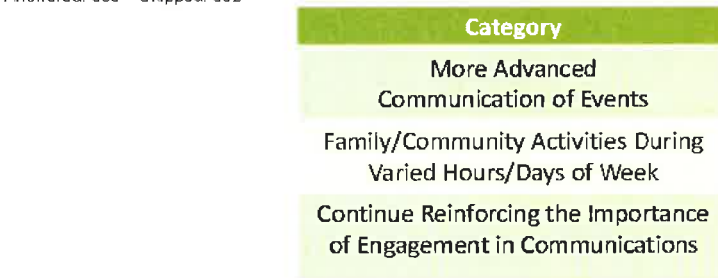 Category
More Advanced
Communication of Events
Family/Community Activities During
Varied Hours/Days of Week
Continue Reinforcing the Importance
of Engagement in Communications